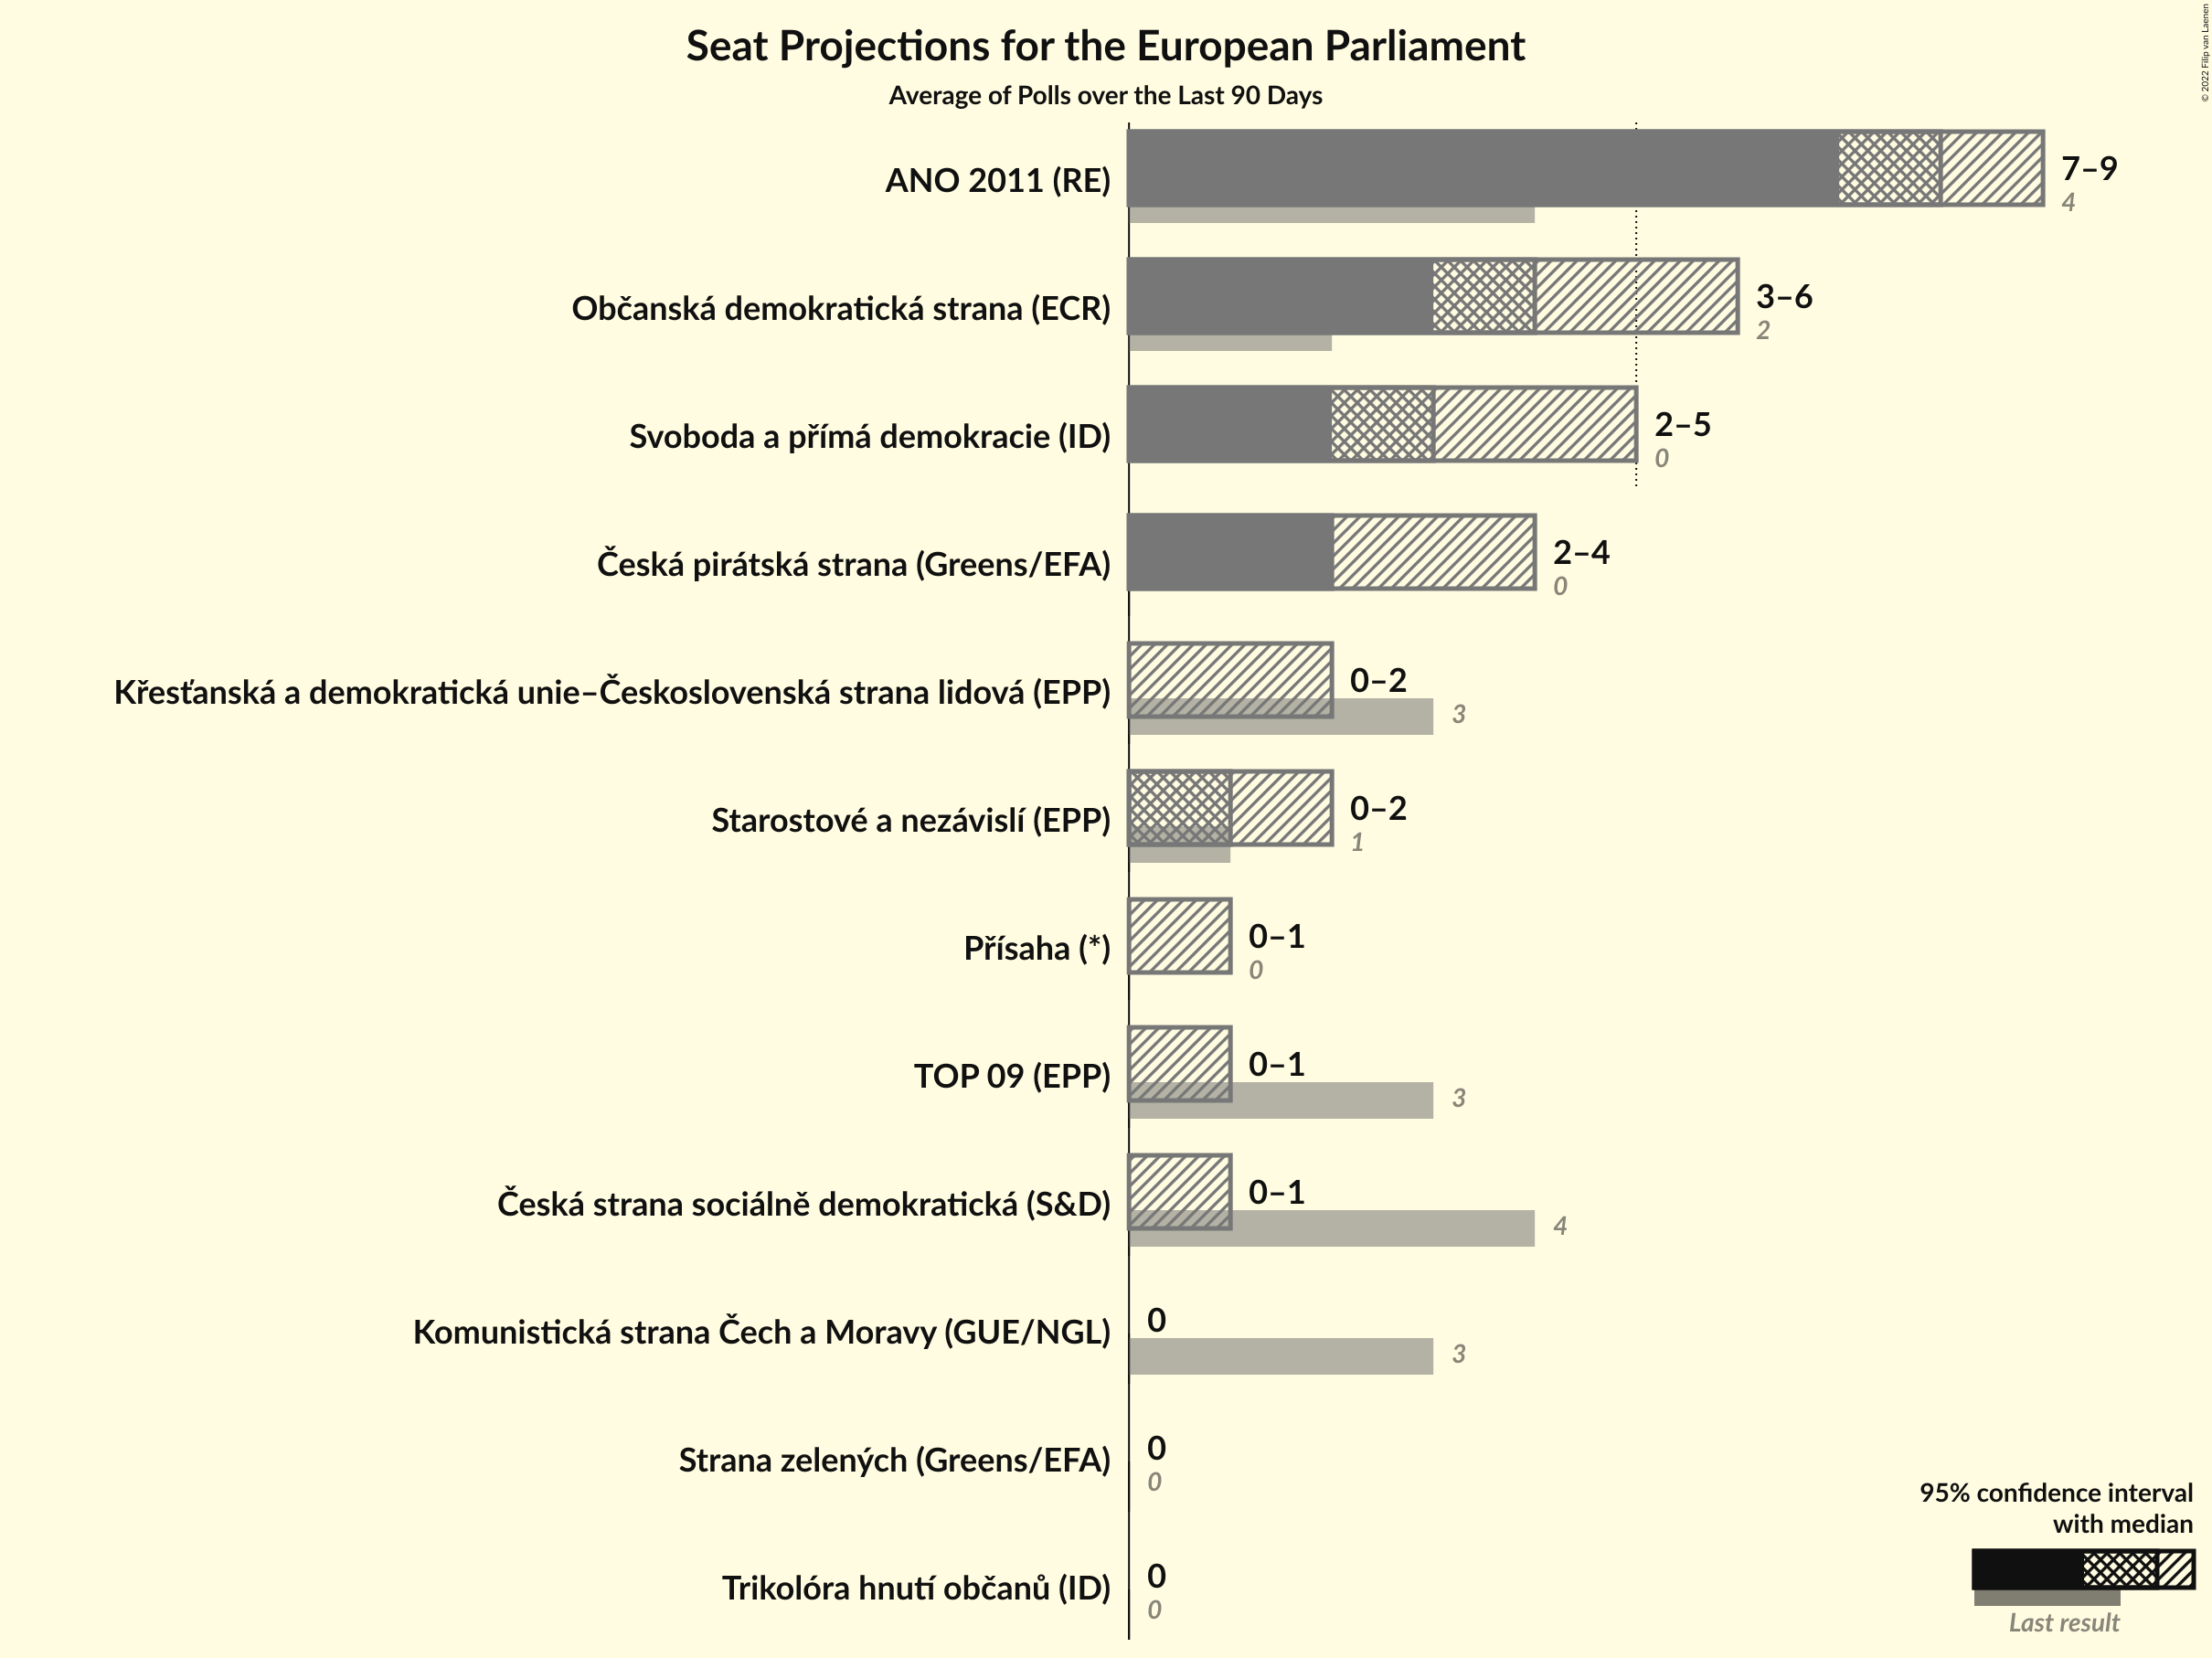 Seat Projections for the European Parliament
Average of Polls over the Last 90 Days
© 2022 Filip van Laenen
ANO 2011 (RE)
7–9
4
Občanská demokratická strana (ECR)
3–6
2
Svoboda a přímá demokracie (ID)
2–5
0
Česká pirátská strana (Greens/EFA)
2–4
0
Křesťanská a demokratická unie–Československá strana lidová (EPP)
0–2
3
Starostové a nezávislí (EPP)
0–2
1
Přísaha (*)
0–1
0
TOP 09 (EPP)
0–1
3
Česká strana sociálně demokratická (S&D)
0–1
4
Komunistická strana Čech a Moravy (GUE/NGL)
0
3
Strana zelených (Greens/EFA)
0
0
Trikolóra hnutí občanů (ID)
0
0
95% confidence interval
with median
Last result